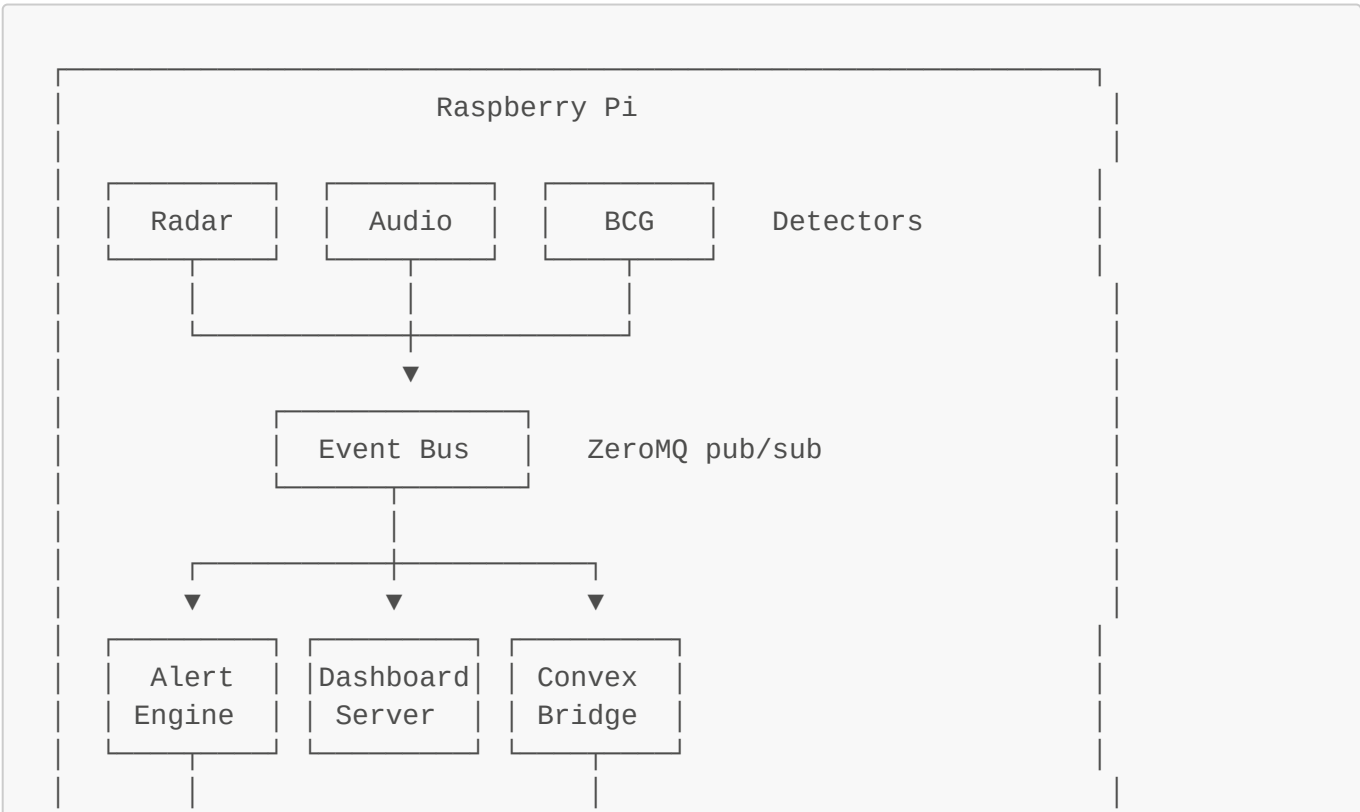 Raspberry Pi
Radar Audio BCG Detectors
Event Bus ZeroMQ pub/sub
Alert Dashboard Convex
Engine Server Bridge